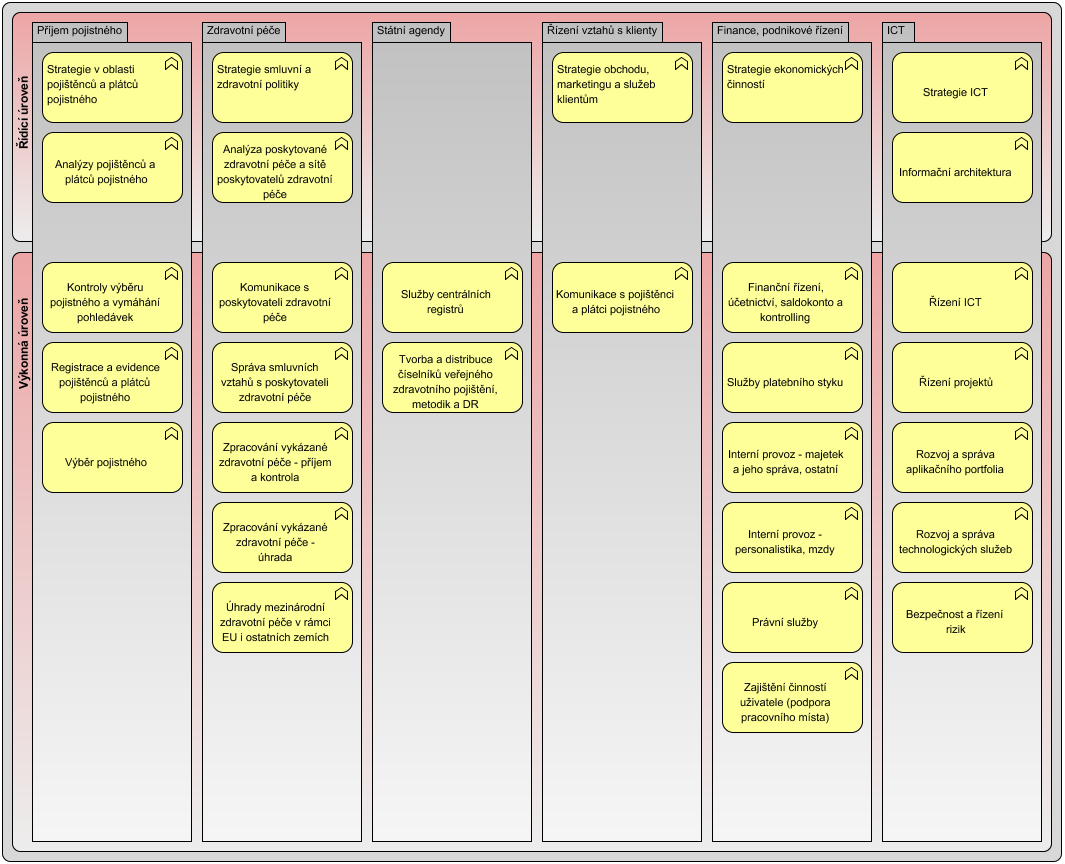 Příjem pojistného
Zdravotní péče
Státní agendy
Řízení vztahů s klienty
Finance, podnikové řízení
ICT
Řídící úroveň
Strategie v oblasti
pojištěnců a plátců
pojistného
Strategie smluvní a
zdravotní politiky
Strategie obchodu,
marketingu a služeb
klientům
Strategie ekonomických
činností
Strategie ICT
Analýzy pojištěnců a
plátců pojistného
Analýza poskytované
zdravotní péče a sítě
poskytovatelů zdravotní
péče
Informační architektura
Výkonná úroveň
Kontroly výběru
pojistného a vymáhání
pohledávek
Komunikace s
poskytovateli zdravotní
péče
Služby centrálních
registrů
Komunikace s pojištěnci
a plátci pojistného
Finanční řízení,
účetnictví, saldokonto a
kontrolling
Řízení ICT
Registrace a evidence
pojištěnců a plátců
pojistného
Správa smluvních
vztahů s poskytovateli
zdravotní péče
Tvorba a distribuce
číselníků veřejného
zdravotního pojištění,
metodik a DR
Služby platebního styku
Řízení projektů
Výběr pojistného
Zpracování vykázané
zdravotní péče - příjem
a kontrola
Interní provoz - majetek
a jeho správa, ostatní
Rozvoj a správa
aplikačního portfolia
Zpracování vykázané
zdravotní péče -
úhrada
Interní provoz -
personalistika, mzdy
Rozvoj a správa
technologických služeb
Úhrady mezinárodní
zdravotní péče v rámci
EU i ostatních zemích
Právní služby
Bezpečnost a řízení
rizik
Zajištění činností
uživatele (podpora
pracovního místa)